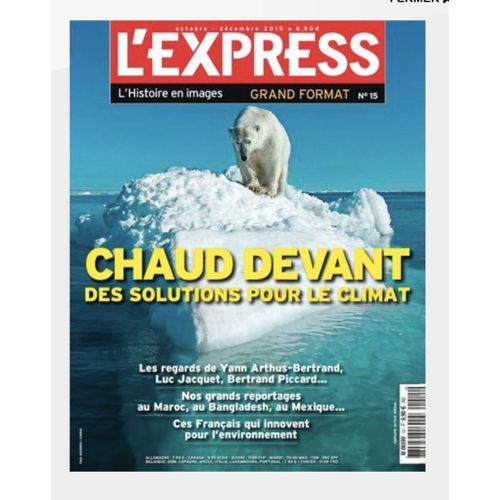 FERMER
octobre - décembre 2015 • 6,90€
L'EXPRESS
L'Histoire en images
GRAND FORMAT N° 15
CHAUD DEVANT
DES SOLUTIONS POUR LE CLIMAT
Les regards de Yann Arthus-Bertrand,
Luc Jacquet, Bertrand Piccard...
Nos grands reportages
au Maroc, au Bangladesh, au Mexique...
Ces Français qui innovent
pour l'environnement